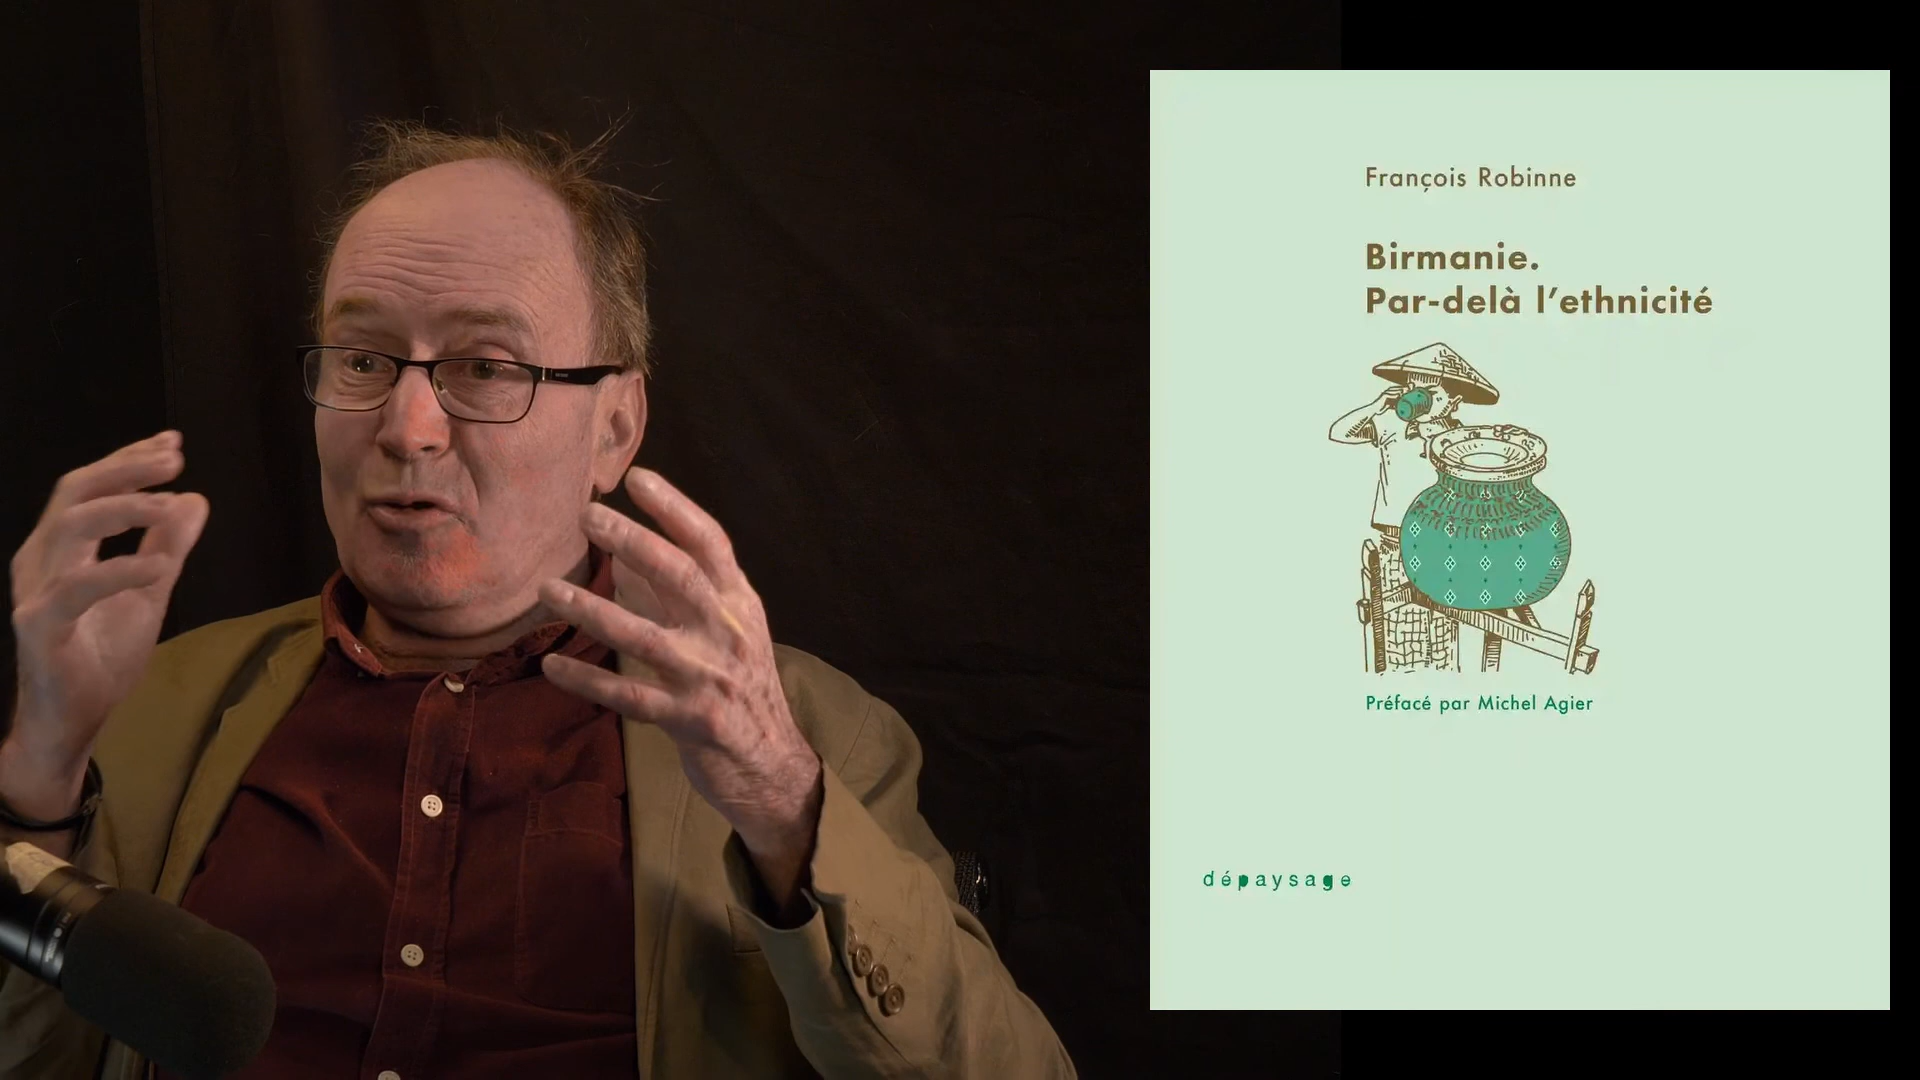 François Robinne
Birmanie.
Par-delà l'ethnicité
Préfacé par Michel Agier
dépaysage